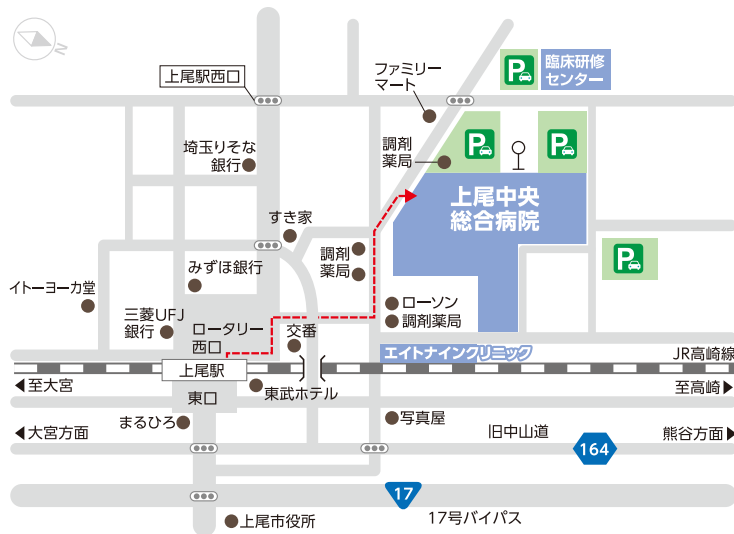 N
上尾駅西口
ファミリー
マート
P
臨床研修
センター
埼玉りそな
銀行
調剤
薬局
P
P
上尾中央
総合病院
すき家
調剤
薬局
P
みずほ銀行
イトーヨーカ堂
三菱UFJ
銀行
ロータリー
西口
交番
ローソン
調剤薬局
エイトナインクリニック
JR高崎線
上尾駅
至大宮
東口
東武ホテル
至高崎
まるひろ
写真屋
大宮方面
旧中山道
164
熊谷方面
17
17号バイパス
上尾市役所